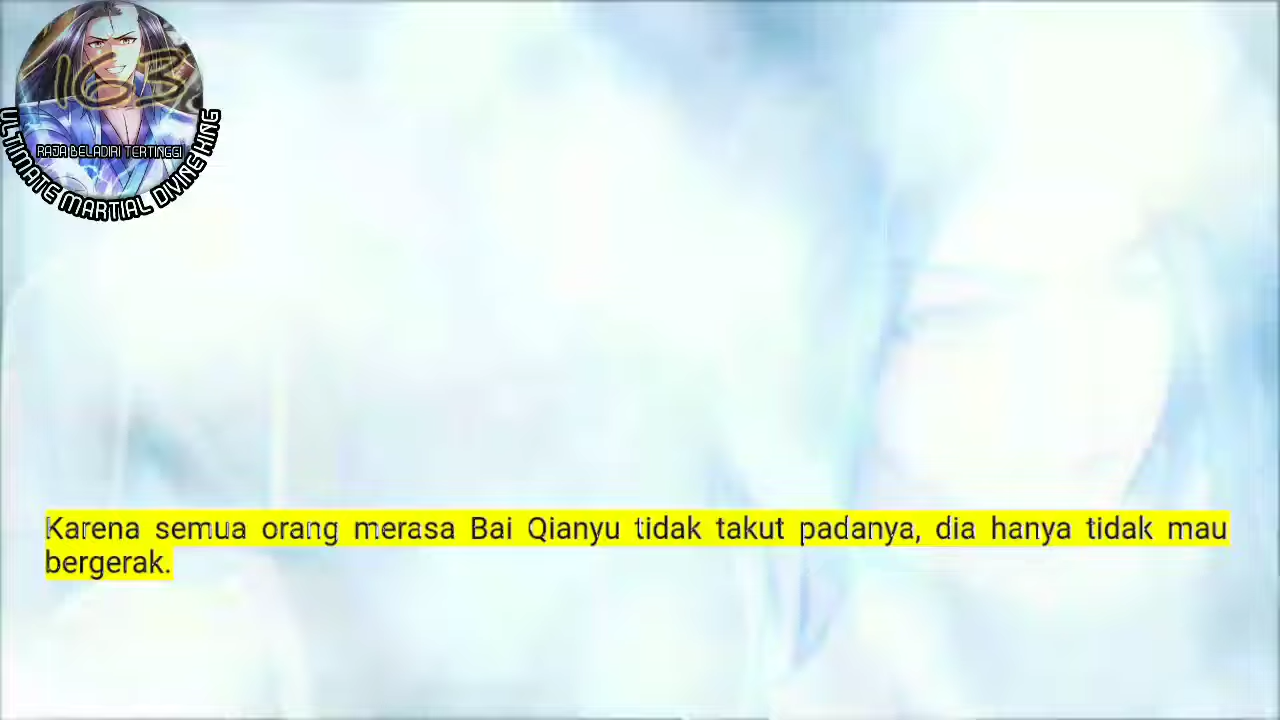 163
RAJA BELADIRI TERTINGGI
ULTIMATE MARTIAL DIVINE KING
Karena semua orang merasa Bai Qianyu tidak takut padanya, dia hanya tidak mau
bergerak.